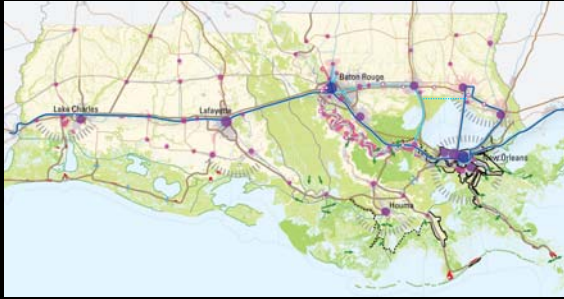 Baton Rouge
Lake Charles
Lafayette
New Orleans
Houma